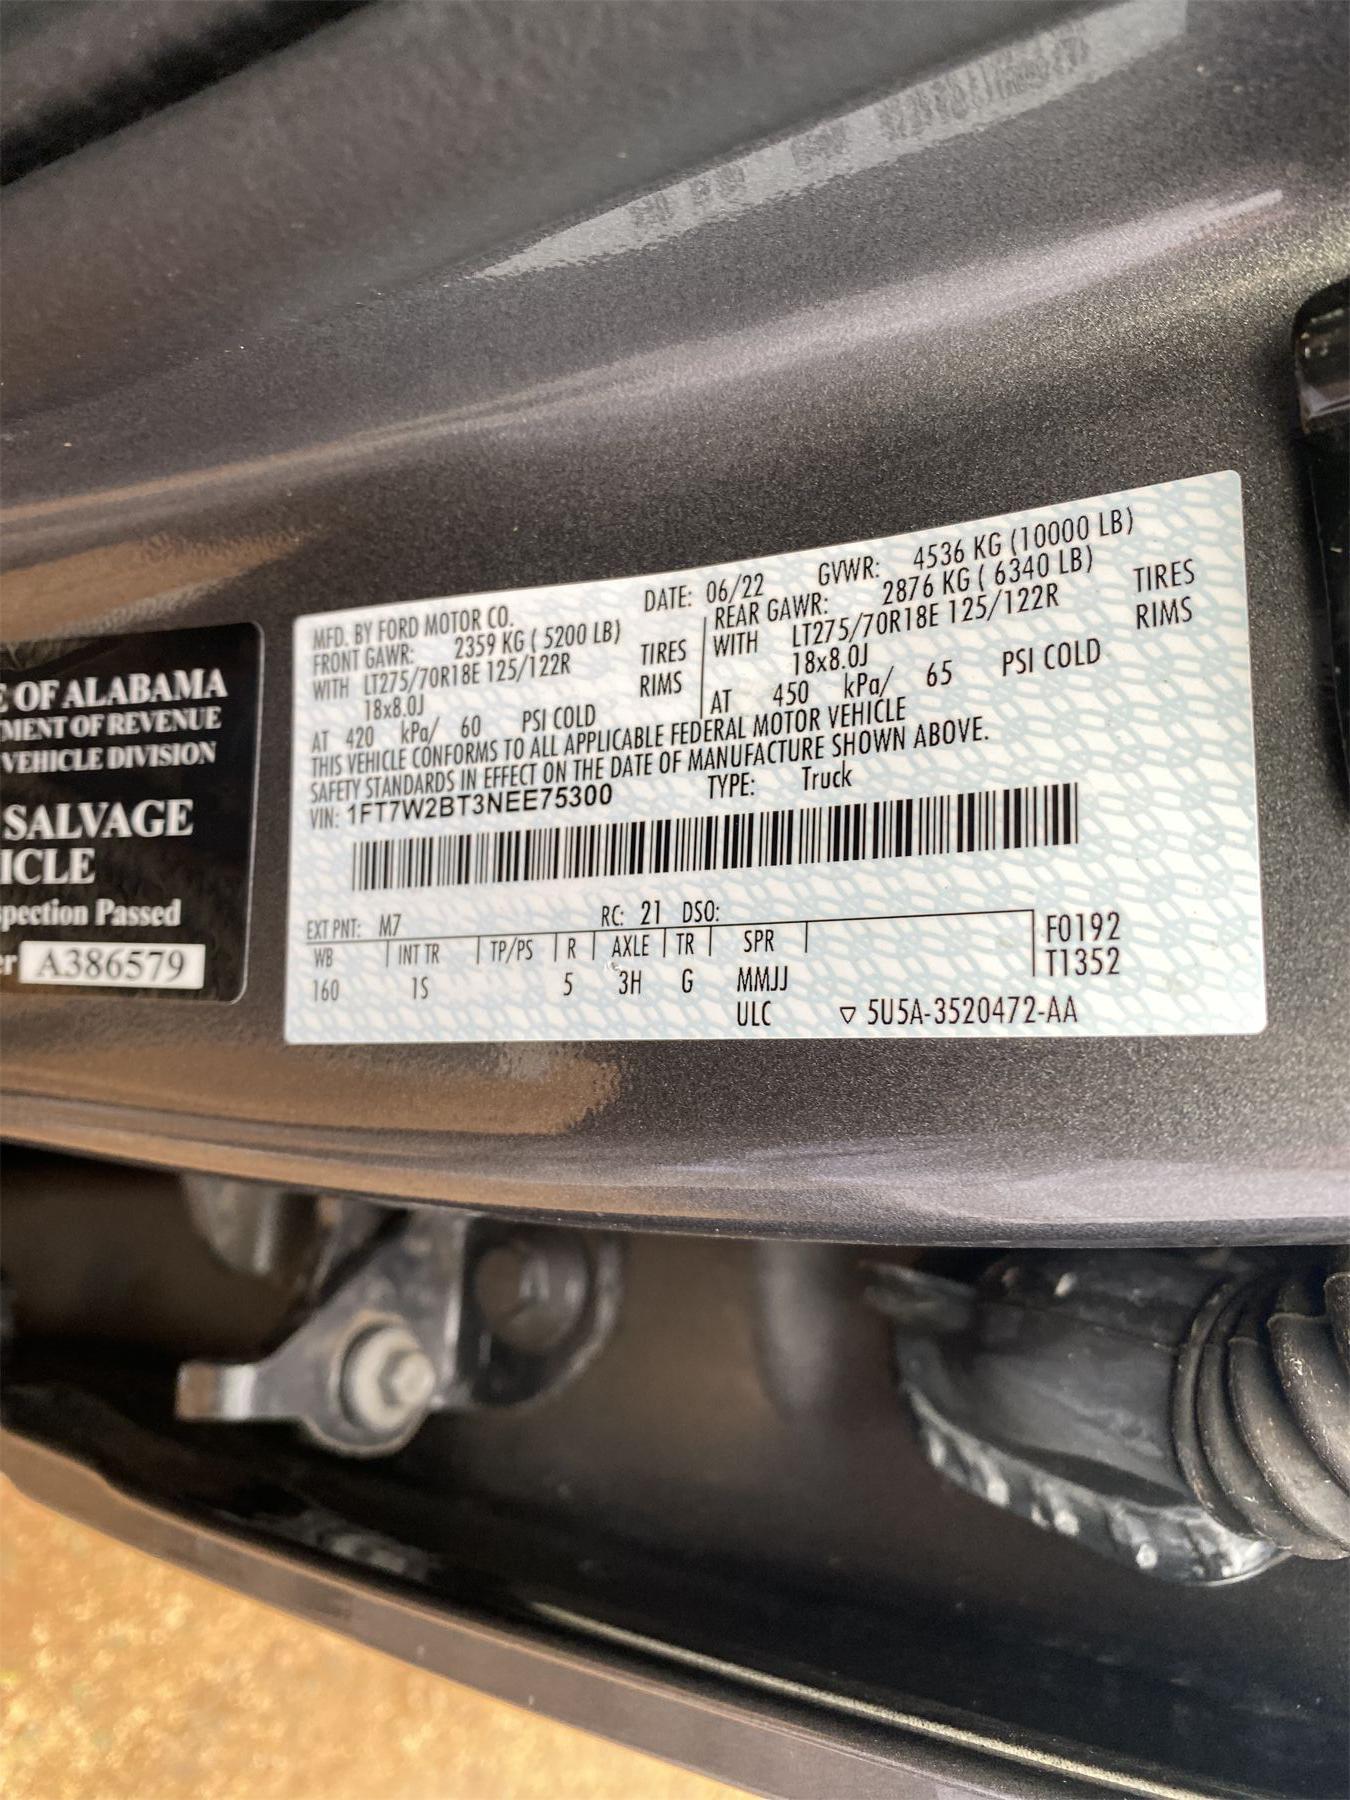 E OF ALABAMA
MENT OF REVENUE
VEHICLE DIVISION
SALVAGE
ICLE
spection Passed
er A386579
MFD. BY FORD MOTOR CO. DATE: 06/22 GVWR: 4536 KG (10000 LB)
FRONT GAWR: 2359 KG ( 5200 LB) REAR GAWR: 2876 KG ( 6340 LB)
WITH LT275/70R18E 125/122R TIRES WITH LT275/70R18E 125/122R TIRES
18x8.0J RIMS 18x8.0J RIMS
AT 420 kPa/ 60 PSI COLD AT 450 kPa/ 65 PSI COLD
THIS VEHICLE CONFORMS TO ALL APPLICABLE FEDERAL MOTOR VEHICLE
SAFETY STANDARDS IN EFFECT ON THE DATE OF MANUFACTURE SHOWN ABOVE.
VIN: 1FT7W2BT3NEE75300 TYPE: Truck
EXT PNT: M7 RC: 21 DSO:
WB INT TR TP/PS R AXLE TR SPR F0192
160 1S 5 3H G MMJJ T1352
ULC ▽ 5U5A-3520472-AA